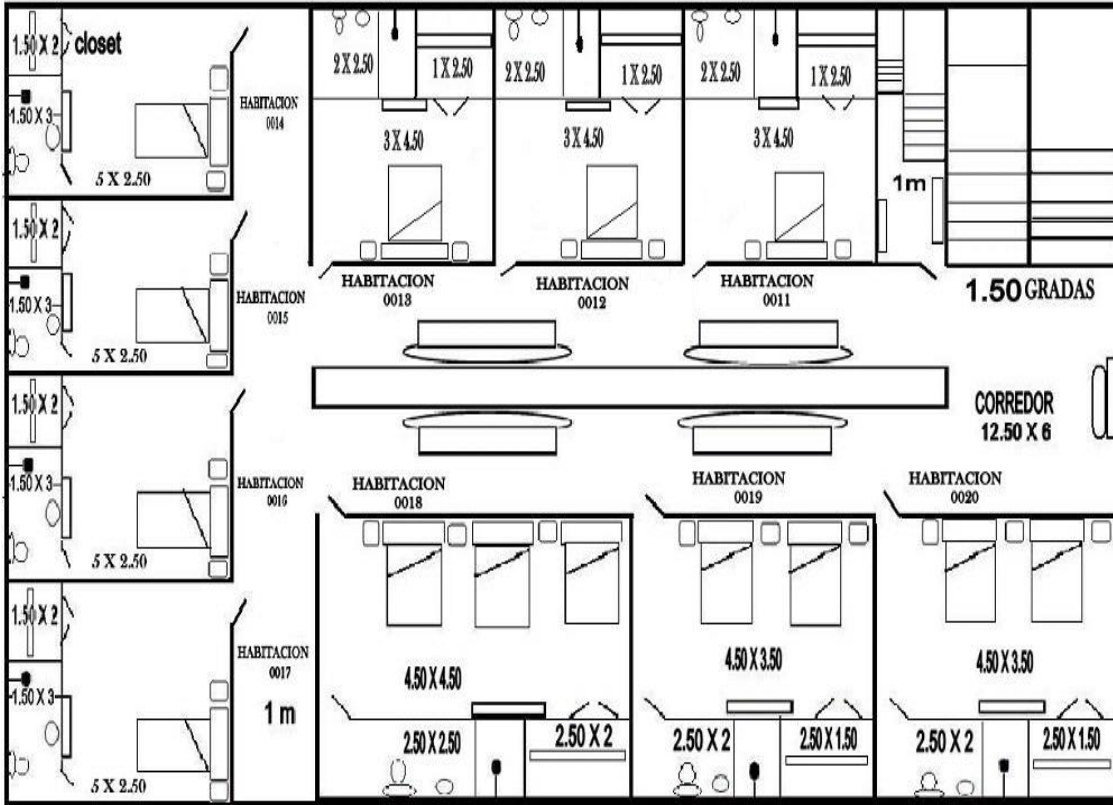 1.50 X 2
closet
1.50 X 3
5 X 2.50
HABITACION
0014
2 X 2.50
1 X 2.50
3 X 4.50
2 X 2.50
1 X 2.50
3 X 4.50
2 X 2.50
1 X 2.50
3 X 4.50
1m
1.50 GRADAS
HABITACION
0013
HABITACION
0012
HABITACION
0011
1.50 X 2
1.50 X 3
5 X 2.50
HABITACION
0015
CORREDOR
12.50 X 6
1.50 X 2
1.50 X 3
5 X 2.50
HABITACION
0016
HABITACION
0018
HABITACION
0019
HABITACION
0020
1.50 X 2
1.50 X 3
5 X 2.50
HABITACION
0017
1 m
4.50 X 4.50
4.50 X 3.50
4.50 X 3.50
2.50 X 2.50
2.50 X 2
2.50 X 2
2.50 X 1.50
2.50 X 2
2.50 X 1.50